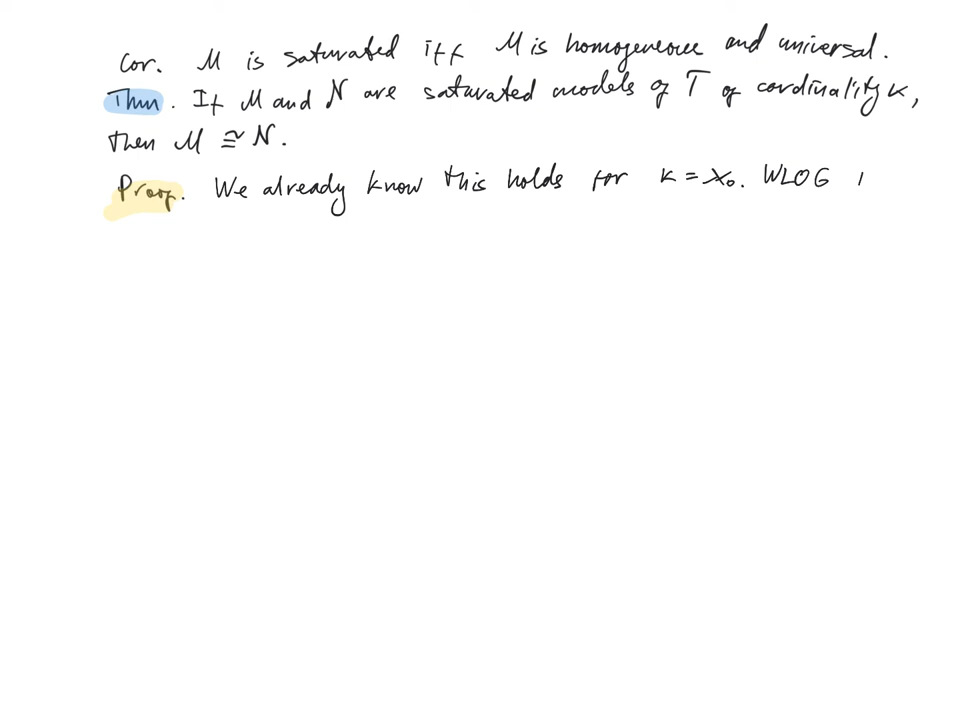 Cor. M is saturated iff M is homogeneous and universal.
Thm. If M and N are saturated models of T of cardinality κ,
then M ≅ N.
Proof. We already know this holds for κ = ℵ₀. WLOG